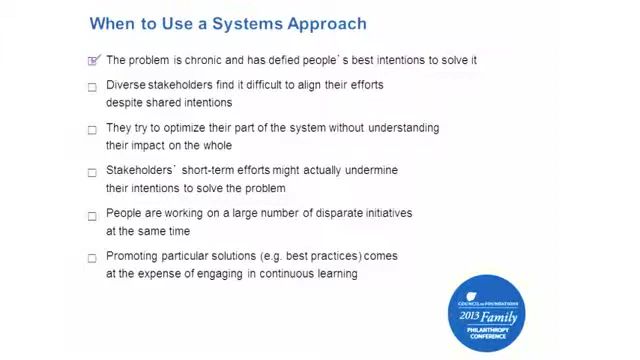 When to Use a Systems Approach
The problem is chronic and has defied people´s best intentions to solve it
Diverse stakeholders find it difficult to align their efforts
despite shared intentions
They try to optimize their part of the system without understanding
their impact on the whole
Stakeholders´ short-term efforts might actually undermine
their intentions to solve the problem
People are working on a large number of disparate initiatives
at the same time
Promoting particular solutions (e.g. best practices) comes
at the expense of engaging in continuous learning
COUNCIL on FOUNDATIONS
2013 Family
PHILANTHROPY
CONFERENCE